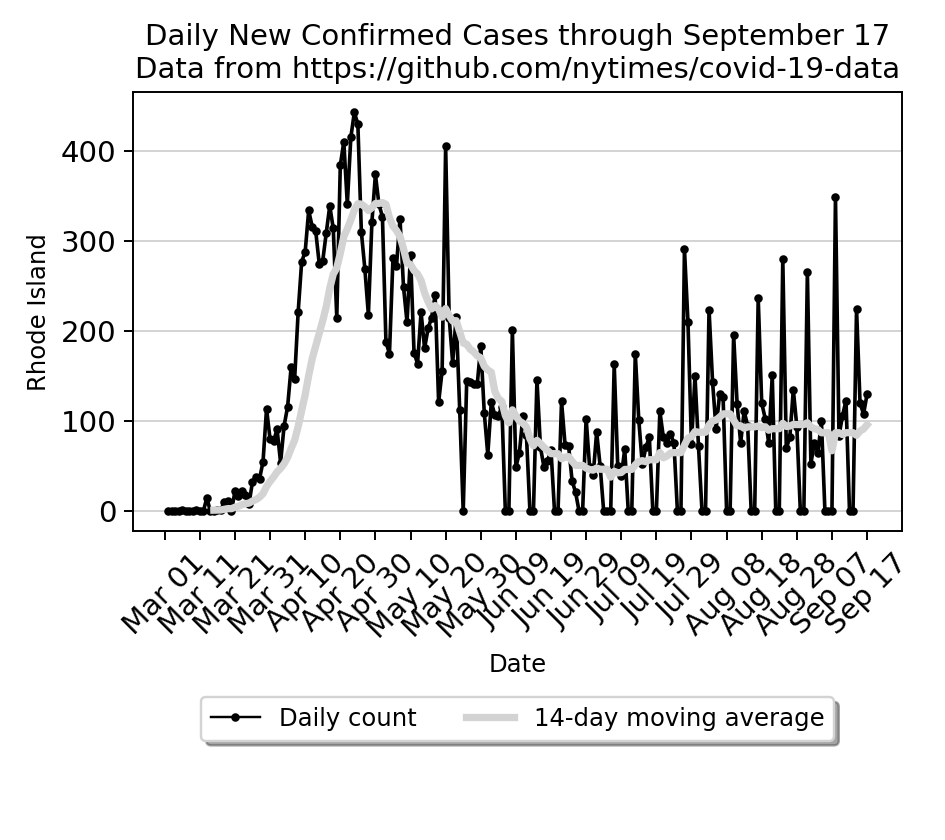 Daily New Confirmed Cases through September 17
Data from https://github.com/nytimes/covid-19-data
400
300
200
100
0
Rhode Island
Mar 01
Mar 11
Mar 21
Mar 31
Apr 10
Apr 20
Apr 30
May 10
May 20
May 30
Jun 09
Jun 19
Jun 29
Jul 09
Jul 19
Jul 29
Aug 08
Aug 18
Aug 28
Sep 07
Sep 17
Date
Daily count
14-day moving average